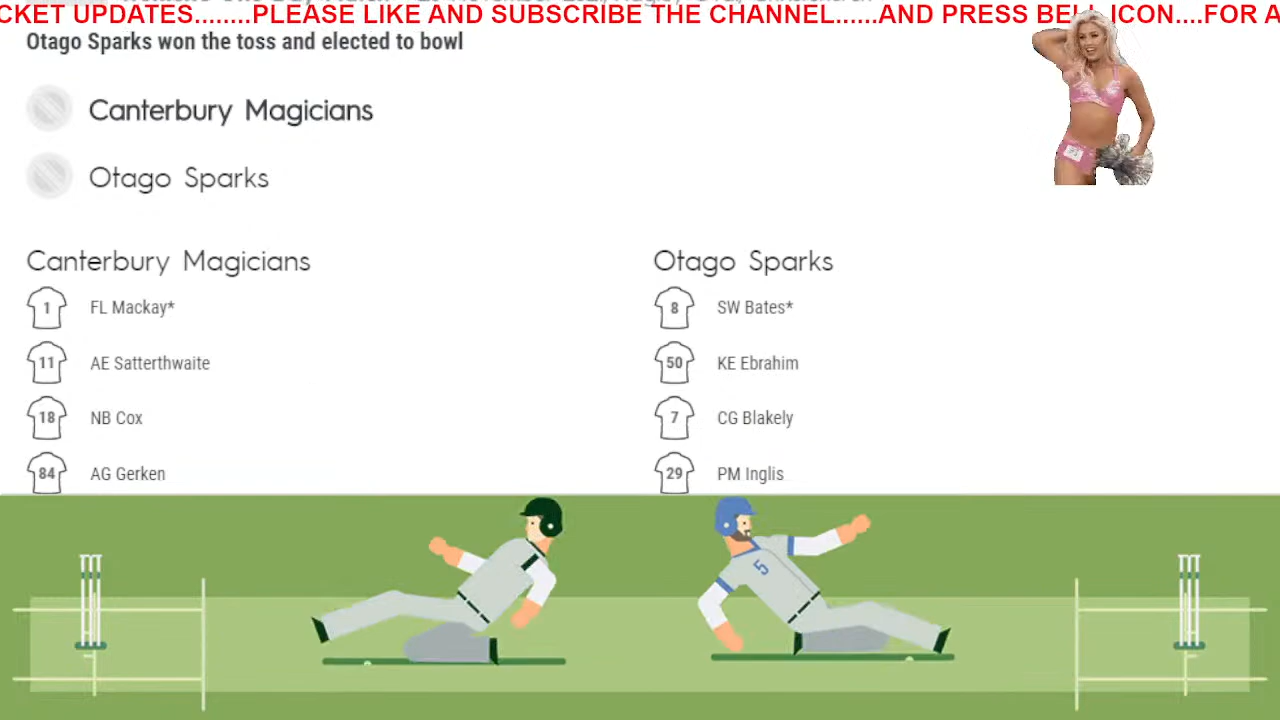 KET UPDATES........PLEASE LIKE AND SUBSCRIBE THE CHANNEL......AND PRESS BELL ICON....FOR A
Otago Sparks won the toss and elected to bowl
Canterbury Magicians
Otago Sparks
Canterbury Magicians
1 FL Mackay*
11 AE Satterthwaite
18 NB Cox
84 AG Gerken
Otago Sparks
8 SW Bates*
50 KE Ebrahim
7 CG Blakely
29 PM Inglis
5